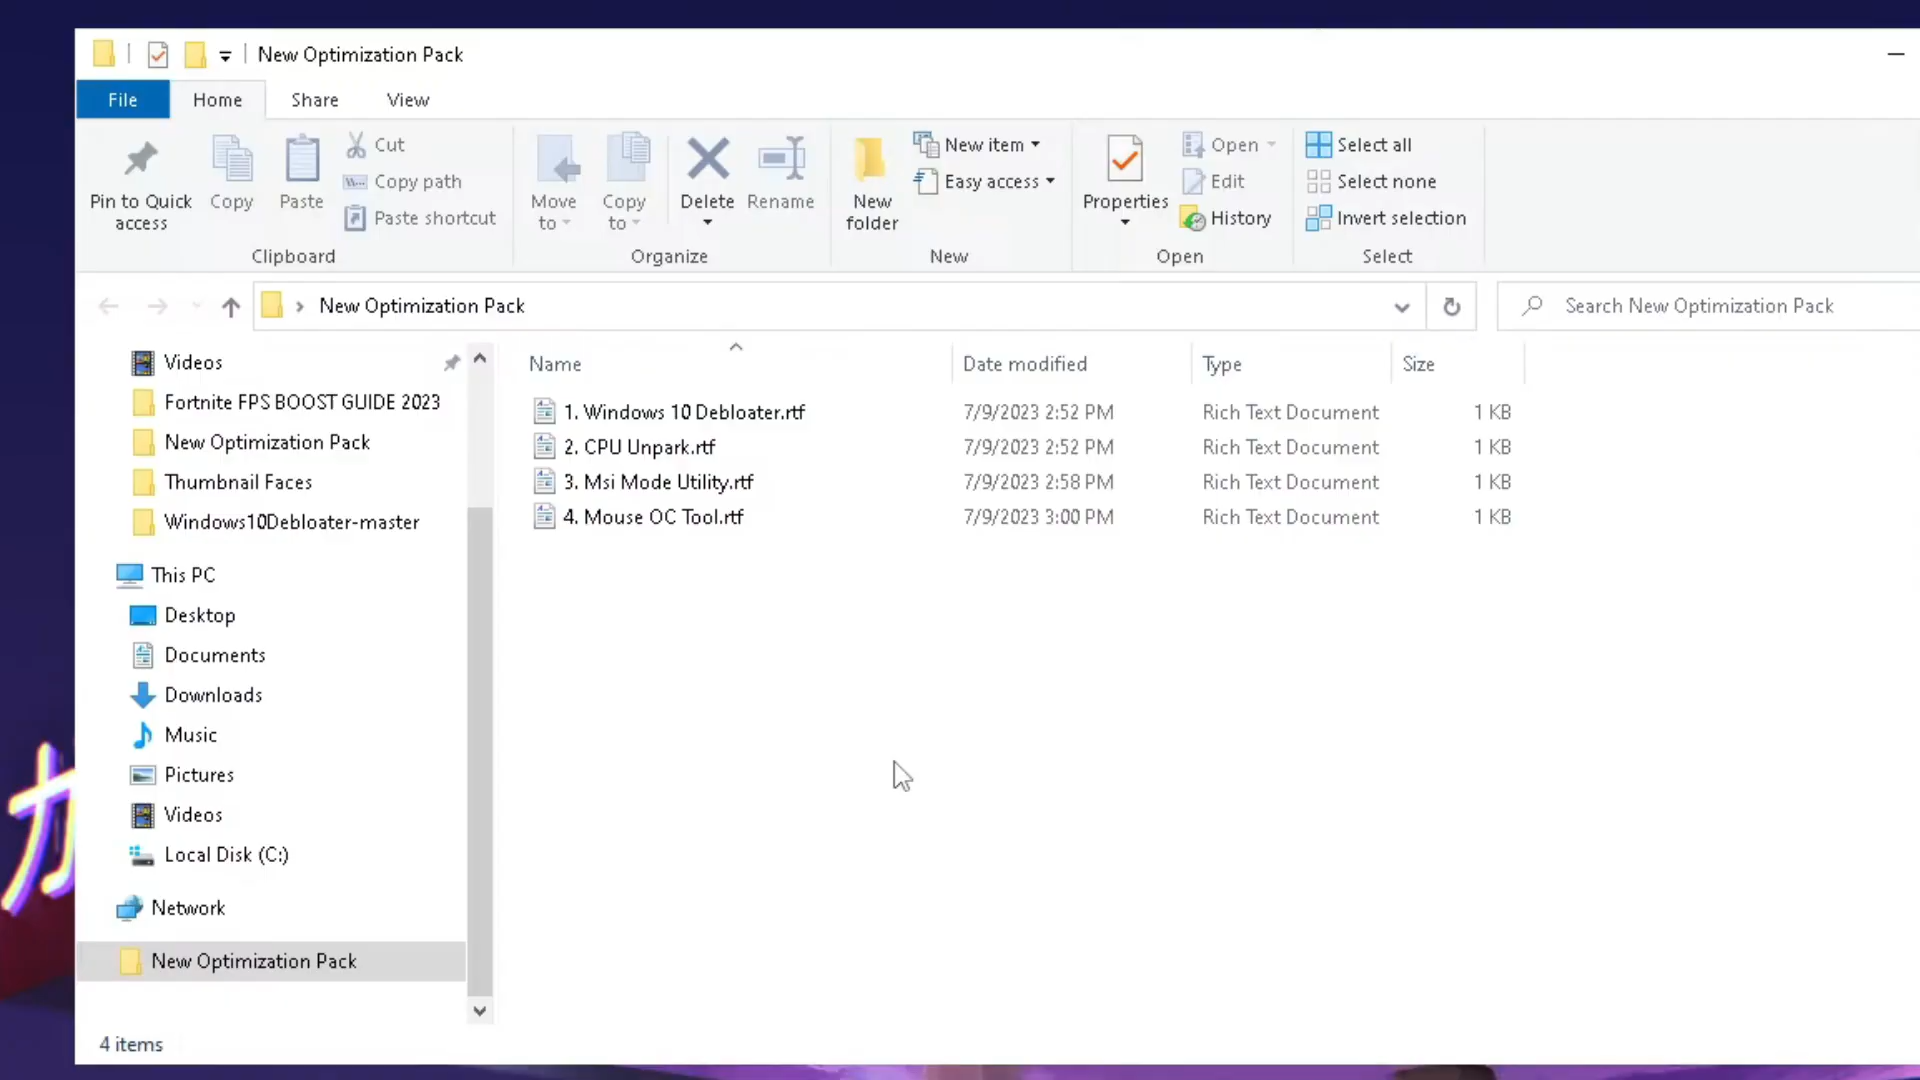 New Optimization Pack
File Home Share View
Pin to Quick access
Copy
Paste
Cut
Copy path
Paste shortcut
Clipboard
Move to
Copy to
Delete
Rename
Organize
New folder
New item
Easy access
New
Properties
Open
Edit
History
Open
Select all
Select none
Invert selection
Select
New Optimization Pack
Search New Optimization Pack
Videos
Fortnite FPS BOOST GUIDE 2023
New Optimization Pack
Thumbnail Faces
Windows10Debloater-master
This PC
Desktop
Documents
Downloads
Music
Pictures
Videos
Local Disk (C:)
Network
New Optimization Pack
Name Date modified Type Size
1. Windows 10 Debloater.rtf 7/9/2023 2:52 PM Rich Text Document 1 KB
2. CPU Unpark.rtf 7/9/2023 2:52 PM Rich Text Document 1 KB
3. Msi Mode Utility.rtf 7/9/2023 2:58 PM Rich Text Document 1 KB
4. Mouse OC Tool.rtf 7/9/2023 3:00 PM Rich Text Document 1 KB
4 items